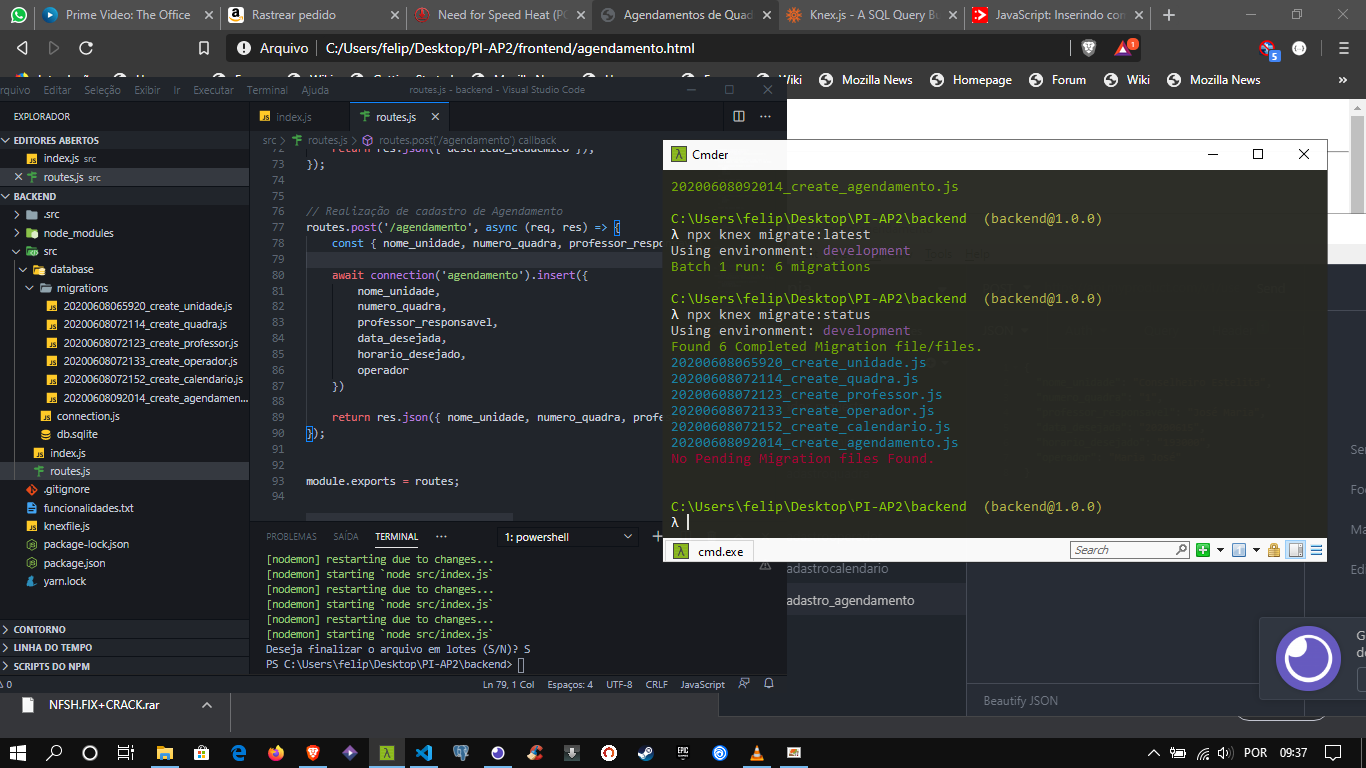 Prime Video: The Office
Rastrear pedido
Need for Speed Heat (PC
Agendamentos de Quad
Knex.js - A SQL Query Bu
JavaScript: Inserindo con
Arquivo
C:/Users/felip/Desktop/PI-AP2/frontend/agendamento.html
1
5
Wiki
Mozilla News
Homepage
Forum
Wiki
Mozilla News
»
rquivo Editar Seleção Exibir Ir Executar Terminal Ajuda
routes.js - backend - Visual Studio Code
EXPLORADOR
EDITORES ABERTOS
index.js src
routes.js src
BACKEND
.src
node_modules
src
database
migrations
20200608065920_create_unidade.js
20200608072114_create_quadra.js
20200608072123_create_professor.js
20200608072133_create_operador.js
20200608072152_create_calendario.js
20200608092014_create_agendamen...
connection.js
db.sqlite
index.js
routes.js
.gitignore
funcionalidades.txt
knexfile.js
package-lock.json
package.json
yarn.lock
CONTORNO
LINHA DO TEMPO
SCRIPTS DO NPM
index.js
routes.js
src > routes.js > routes.post('/agendamento') callback
72 return res.json({ descricao_academico });
73 });
74
75
76 // Realização de cadastro de Agendamento
77 routes.post('/agendamento', async (req, res) => {
78 const { nome_unidade, numero_quadra, professor_respo
79
80 await connection('agendamento').insert({
81 nome_unidade,
82 numero_quadra,
83 professor_responsavel,
84 data_desejada,
85 horario_desejado,
86 operador
87 })
88
89 return res.json({ nome_unidade, numero_quadra, profe
90 });
91
92
93 module.exports = routes;
94
PROBLEMAS SAÍDA TERMINAL ··· 1: powershell
[nodemon] restarting due to changes...
[nodemon] starting `node src/index.js`
[nodemon] restarting due to changes...
[nodemon] starting `node src/index.js`
[nodemon] restarting due to changes...
[nodemon] starting `node src/index.js`
Deseja finalizar o arquivo em lotes (S/N)? S
PS C:\Users\felip\Desktop\PI-AP2\backend>
0
Ln 79, 1 Col
Espaços: 4
UTF-8
CRLF
JavaScript
Cmder
20200608092014_create_agendamento.js
C:\Users\felip\Desktop\PI-AP2\backend (backend@1.0.0)
λ npx knex migrate:latest
Using environment: development
Batch 1 run: 6 migrations
C:\Users\felip\Desktop\PI-AP2\backend (backend@1.0.0)
λ npx knex migrate:status
Using environment: development
Found 6 Completed Migration file/files.
20200608065920_create_unidade.js
20200608072114_create_quadra.js
20200608072123_create_professor.js
20200608072133_create_operador.js
20200608072152_create_calendario.js
20200608092014_create_agendamento.js
No Pending Migration files Found.
C:\Users\felip\Desktop\PI-AP2\backend (backend@1.0.0)
λ
cmd.exe
Search
adastrocalendario
adastro_agendamento
Ser
Fo
Ma
Edi
G
de
Beautify JSON
NFSH.FIX+CRACK.rar
EPIC
POR
09:37